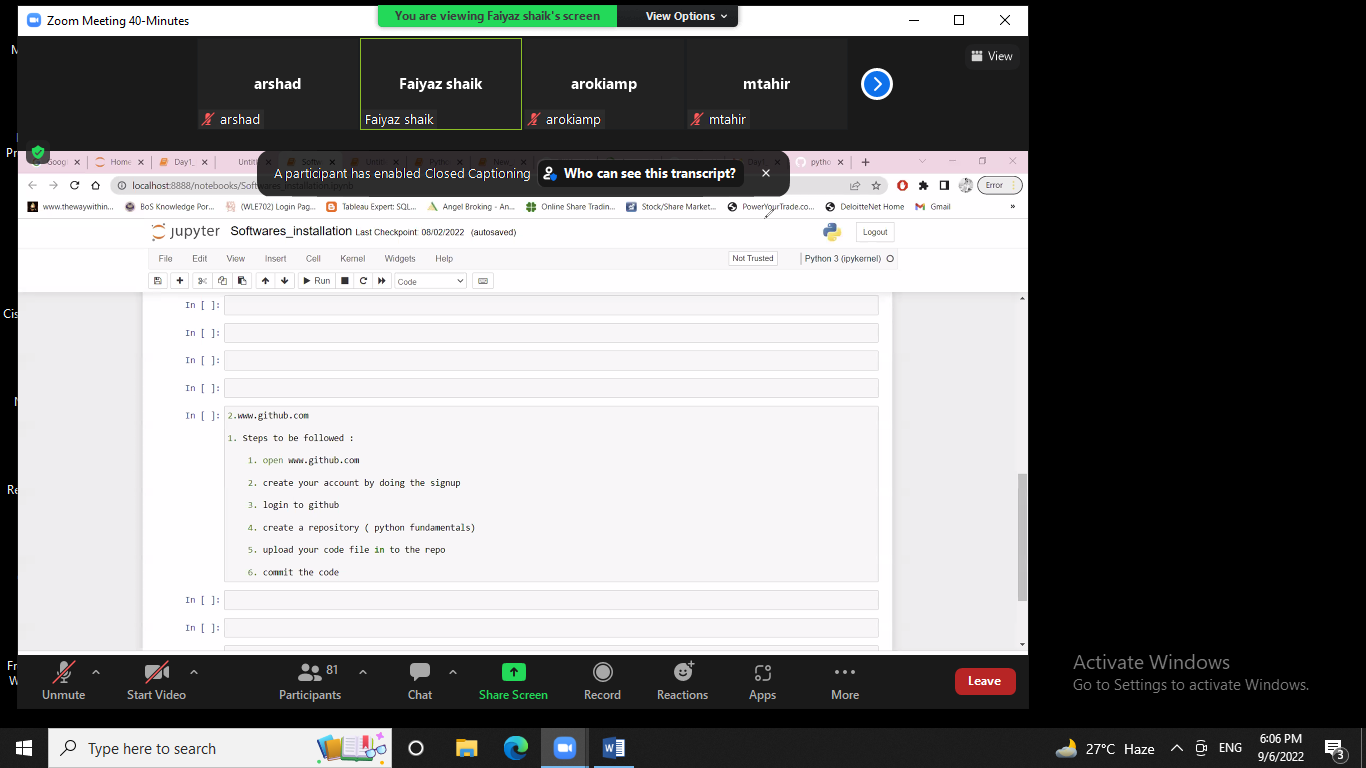 Zoom Meeting 40-Minutes
You are viewing Faiyaz shaik's screen
View Options
View
arshad
Faiyaz shaik
arokiamp
mtahir
arshad
Faiyaz shaik
arokiamp
mtahir
Home
Day1_
A participant has enabled Closed Captioning
Who can see this transcript?
localhost:8888/notebooks/Softwares_installation.ipynb
Error
www.thewaywithin...
BoS Knowledge Por...
(WLE702) Login Pag...
Tableau Expert: SQL...
Angel Broking - An...
Online Share Tradin...
Stock/Share Market...
PowerYourTrade.co...
DeloitteNet Home
Gmail
»
jupyter
Softwares_installation Last Checkpoint: 08/02/2022 (autosaved)
Logout
File Edit View Insert Cell Kernel Widgets Help
Not Trusted
Python 3 (ipykernel)
Run
Code
In [ ]:
In [ ]:
In [ ]:
In [ ]:
In [ ]: 2.www.github.com
1. Steps to be followed :
1. open www.github.com
2. create your account by doing the signup
3. login to github
4. create a repository ( python fundamentals)
5. upload your code file in to the repo
6. commit the code
In [ ]:
In [ ]:
Unmute
Start Video
81
Participants
Chat
Share Screen
Record
Reactions
Apps
More
Leave
Activate Windows
Go to Settings to activate Windows.
Type here to search
27°C Haze
ENG
6:06 PM
9/6/2022
3